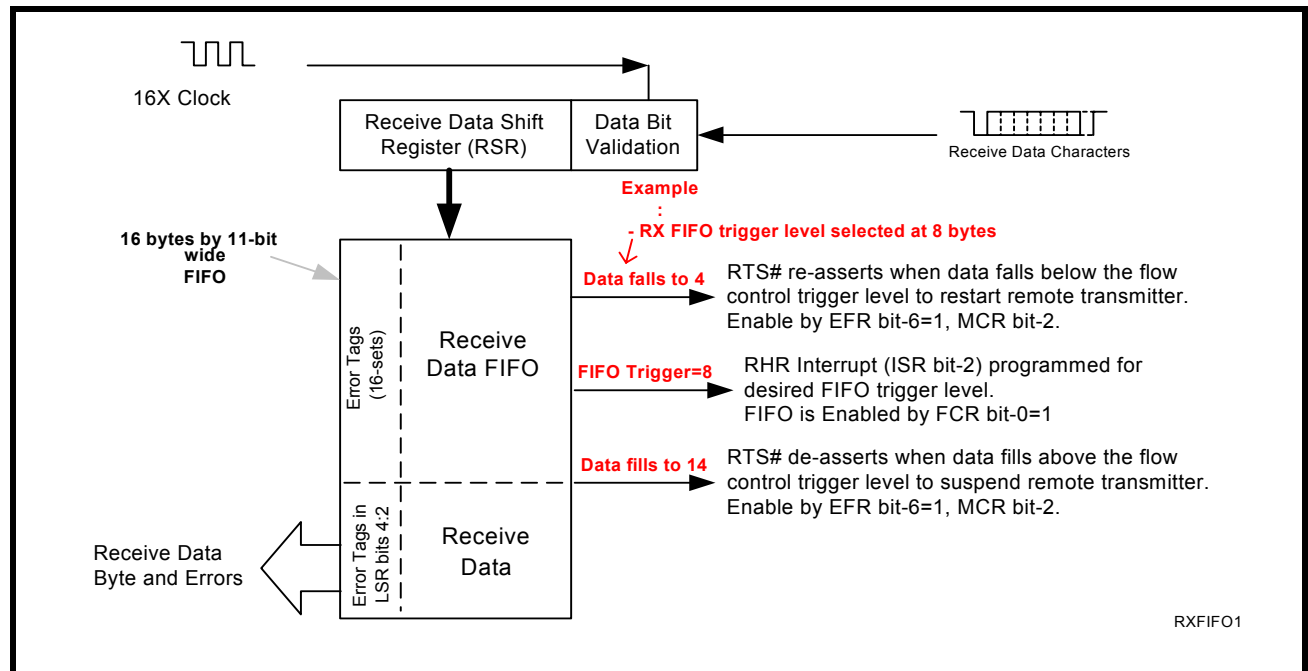 16X Clock
Receive Data Shift
Register (RSR)
Data Bit
Validation
Receive Data Characters
Example
:
- RX FIFO trigger level selected at 8 bytes
16 bytes by 11-bit
wide
FIFO
Error Tags
(16-sets)
Receive
Data FIFO
Data falls to 4
RTS# re-asserts when data falls below the flow
control trigger level to restart remote transmitter.
Enable by EFR bit-6=1, MCR bit-2.
FIFO Trigger=8
RHR Interrupt (ISR bit-2) programmed for
desired FIFO trigger level.
FIFO is Enabled by FCR bit-0=1
Data fills to 14
RTS# de-asserts when data fills above the flow
control trigger level to suspend remote transmitter.
Enable by EFR bit-6=1, MCR bit-2.
Receive Data
Byte and Errors
Error Tags in
LSR bits 4:2
Receive
Data
RXFIFO1